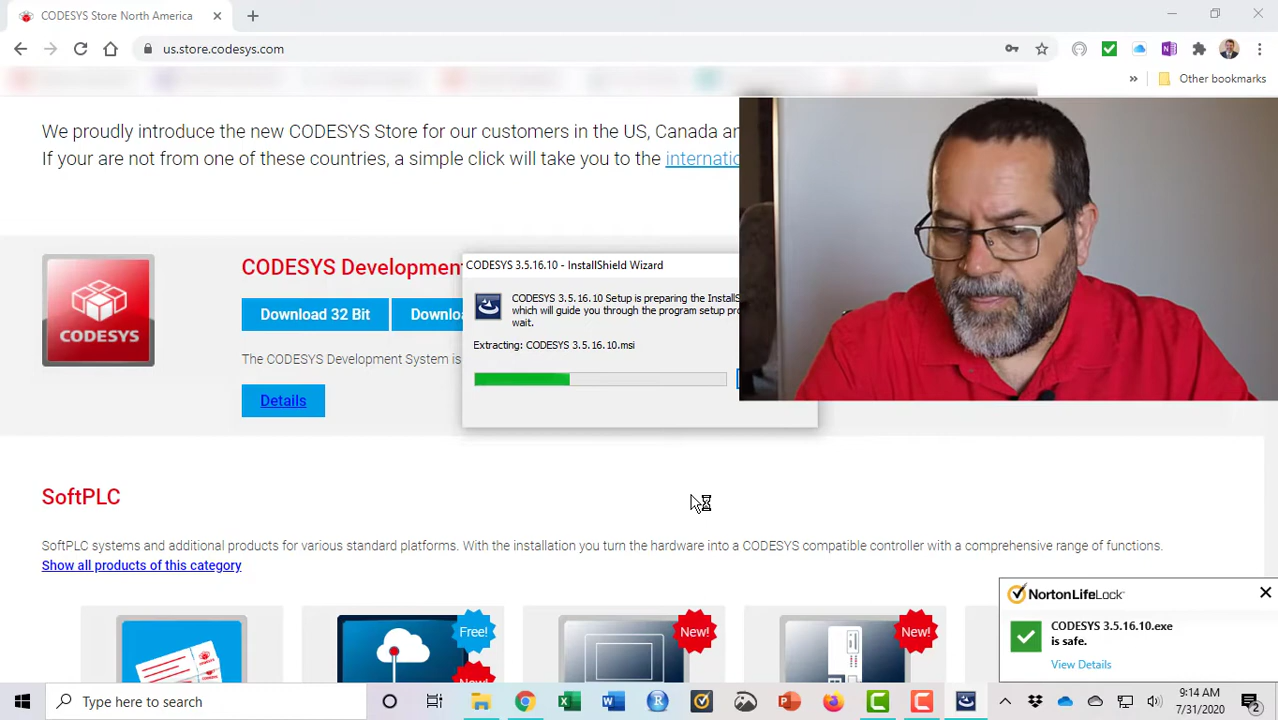 CODESYS Store North America
us.store.codesys.com
Other bookmarks
We proudly introduce the new CODESYS Store for our customers in the US, Canada an
If your are not from one of these countries, a simple click will take you to the internatio
CODESYS
CODESYS Development
Download 32 Bit
Downlo
The CODESYS Development System is
Details
CODESYS 3.5.16.10 - InstallShield Wizard
CODESYS 3.5.16.10 Setup is preparing the InstallS
which will guide you through the program setup pro
wait.
Extracting: CODESYS 3.5.16.10.msi
SoftPLC
SoftPLC systems and additional products for various standard platforms. With the installation you turn the hardware into a CODESYS compatible controller with a comprehensive range of functions.
Show all products of this category
Free!
New!
New!
New!
NortonLifeLock
CODESYS 3.5.16.10.exe
is safe.
View Details
Type here to search
9:14 AM
7/31/2020
2